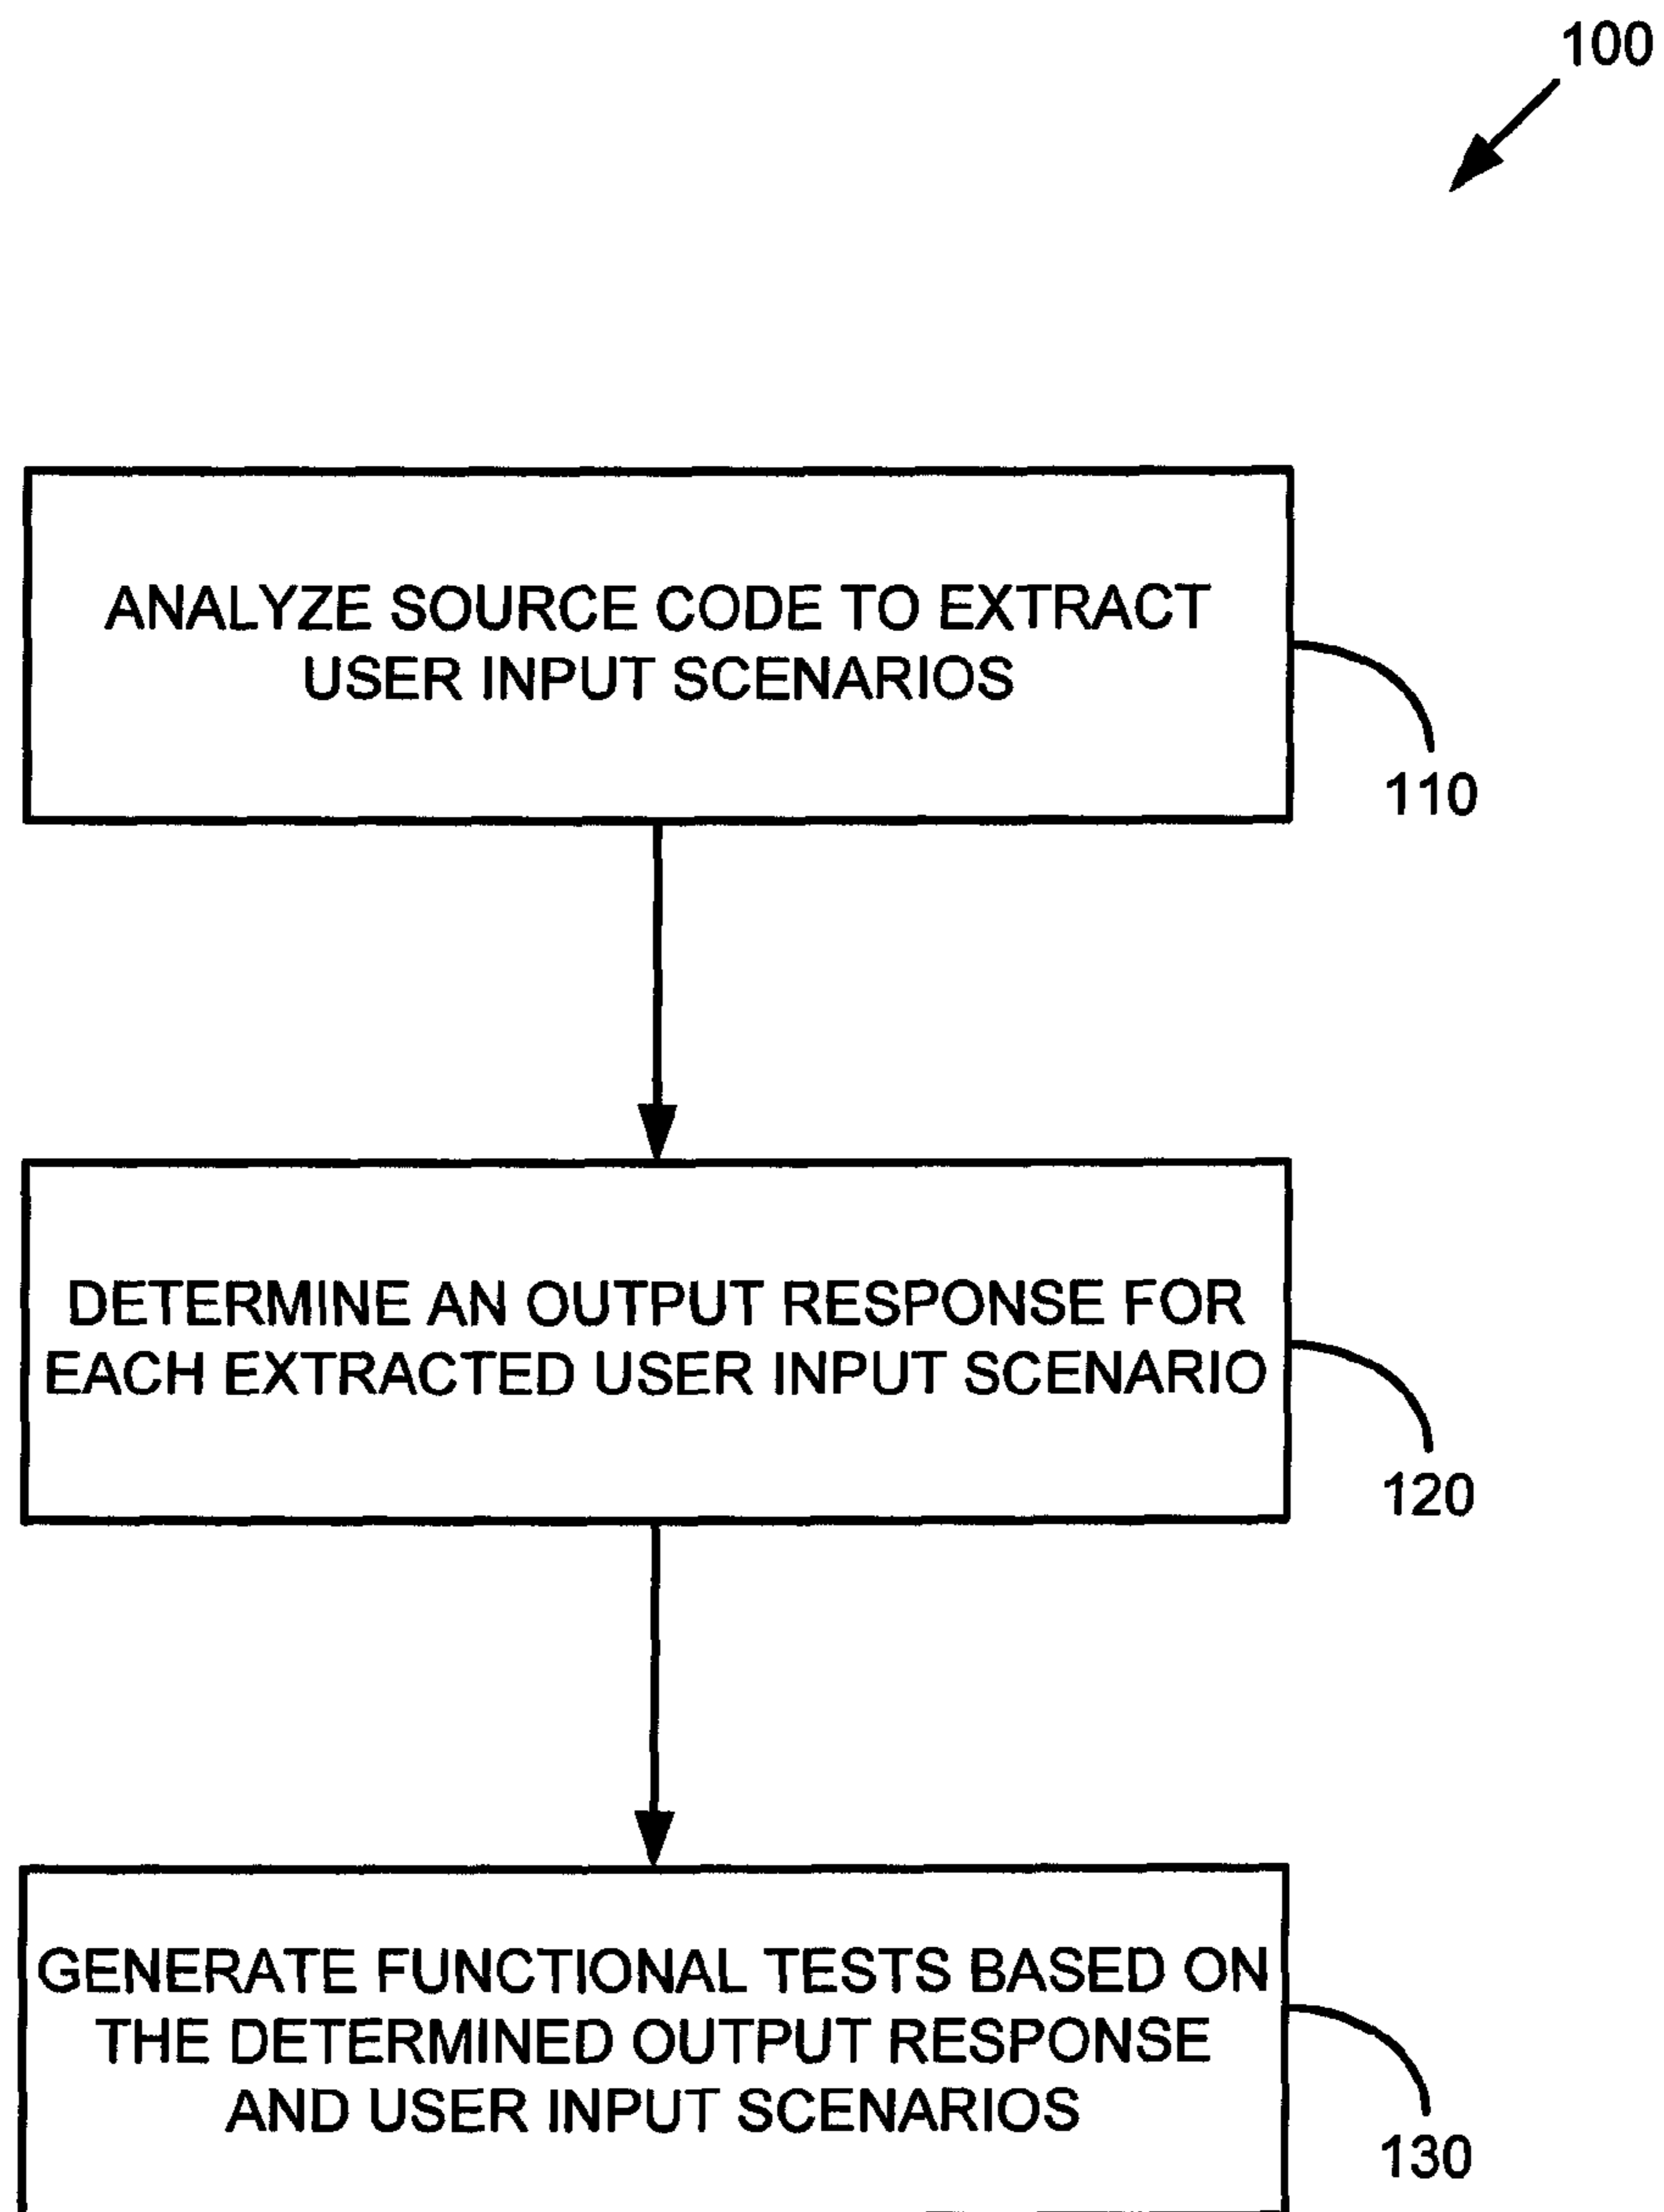 100
ANALYZE SOURCE CODE TO EXTRACT
USER INPUT SCENARIOS
110
DETERMINE AN OUTPUT RESPONSE FOR
EACH EXTRACTED USER INPUT SCENARIO
120
GENERATE FUNCTIONAL TESTS BASED ON
THE DETERMINED OUTPUT RESPONSE
AND USER INPUT SCENARIOS
130